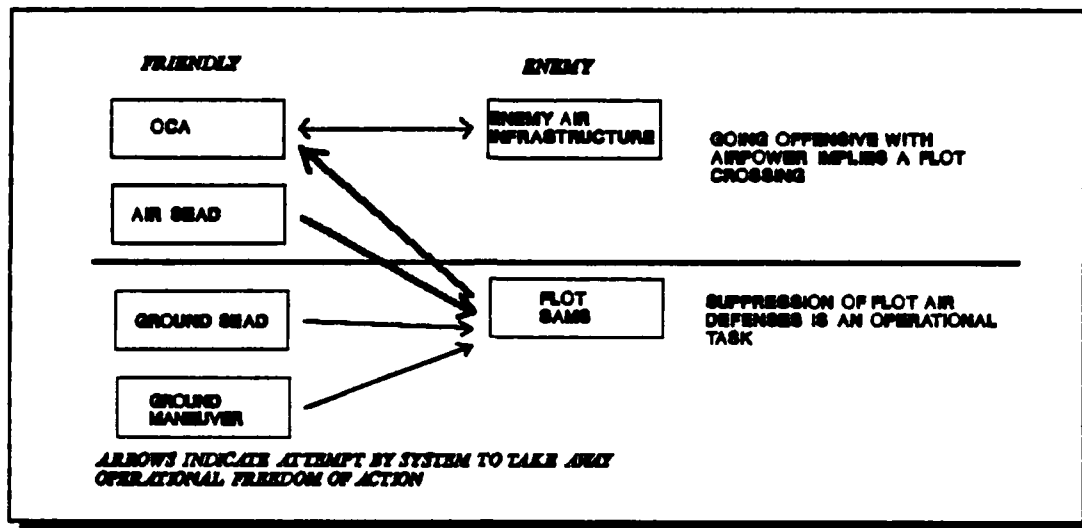 FRIENDLY
ENEMY
OCA
ENEMY AIR
INFRASTRUCTURE
GOING OFFENSIVE WITH
AIRPOWER IMPLIES A FLOT
CROSSING
AIR SEAD
GROUND SEAD
FLOT
SAMS
SUPPRESSION OF FLOT AIR
DEFENSES IS AN OPERATIONAL
TASK
GROUND
MANEUVER
ARROWS INDICATE ATTEMPT BY SYSTEM TO TAKE AWAY
OPERATIONAL FREEDOM OF ACTION